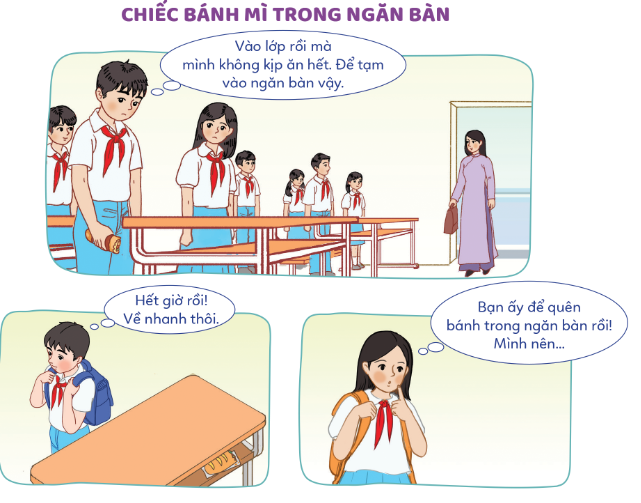 CHIẾC BÁNH MÌ TRONG NGĂN BÀN
Vào lớp rồi mà
mình không kịp ăn hết. Để tạm
vào ngăn bàn vậy.
Hết giờ rồi!
Về nhanh thôi.
Bạn ấy để quên
bánh trong ngăn bàn rồi!
Mình nên...